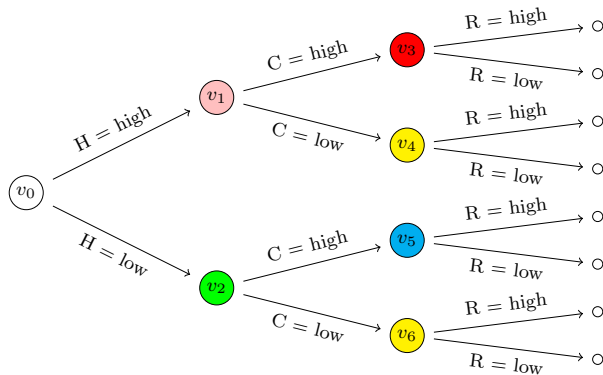 v0
H = high
H = low
v1
C = high
C = low
v2
C = high
C = low
v3
R = high
R = low
v4
R = high
R = low
v5
R = high
R = low
v6
R = high
R = low